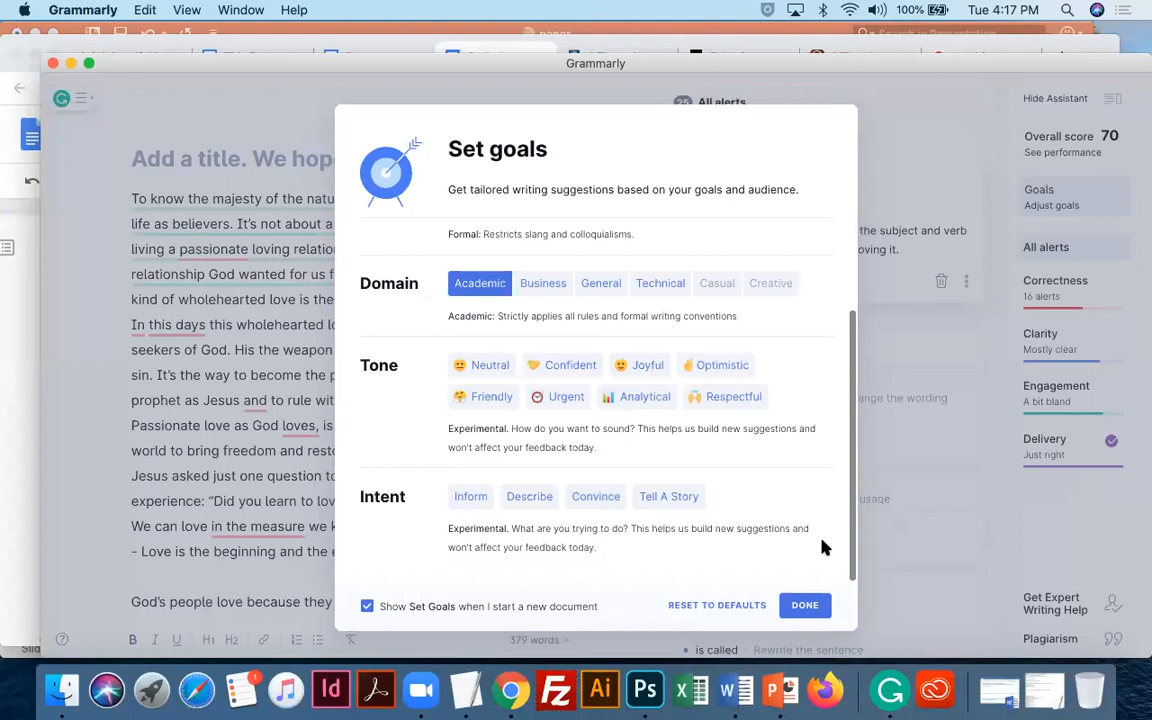 Grammarly Edit View Window Help 100% Tue 4:17 PM
Grammarly
Add a title. We hop
To know the majesty of the natu
life as believers. It's not about a
living a passionate loving relation
relationship God wanted for us f
kind of wholehearted love is the
In this days this wholehearted lo
seekers of God. His the weapon
sin. It's the way to become the p
prophet as Jesus and to rule wit
Passionate love as God loves, is
world to bring freedom and resto
Jesus asked just one question to
experience: "Did you learn to lov
We can love in the measure we k
- Love is the beginning and the e
God's people love because they
B I U H1 H2
379 words
Set goals
Get tailored writing suggestions based on your goals and audience.
Formal: Restricts slang and colloquialisms.
Domain
Academic Business General Technical Casual Creative
Academic: Strictly applies all rules and formal writing conventions
Tone
Neutral Confident Joyful Optimistic
Friendly Urgent Analytical Respectful
Experimental. How do you want to sound? This helps us build new suggestions and
won't affect your feedback today.
Intent
Inform Describe Convince Tell A Story
Experimental. What are you trying to do? This helps us build new suggestions and
won't affect your feedback today.
Show Set Goals when I start a new document
RESET TO DEFAULTS DONE
25 All alerts
the subject and verb
oving it.
ange the wording
usage
is called • Rewrite the sentence
Hide Assistant
Overall score 70
See performance
Goals
Adjust goals
All alerts
Correctness
16 alerts
Clarity
Mostly clear
Engagement
A bit bland
Delivery
Just right
Get Expert
Writing Help
Plagiarism
Slid
1
Id Fz Ai Ps